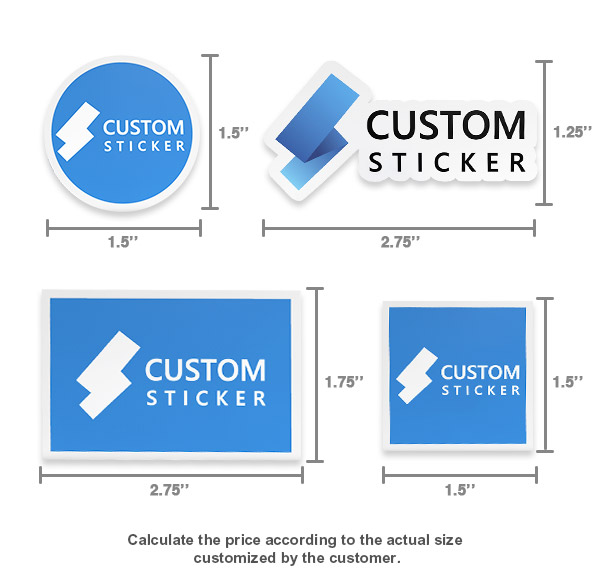 CUSTOM
STICKER
1.5’’
1.5’’
CUSTOM
STICKER
1.25’’
2.75’’
CUSTOM
STICKER
1.75’’
2.75’’
CUSTOM
STICKER
1.5’’
1.5’’
Calculate the price according to the actual size
customized by the customer.